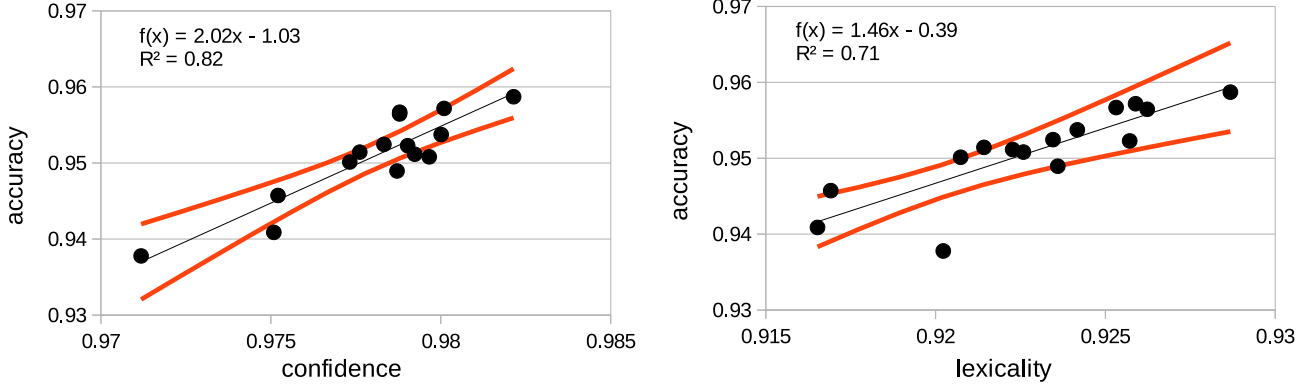 0.97
f(x) = 2.02x - 1.03
R² = 0.82
0.96
0.95
0.94
0.93
0.97 0.975 0.98 0.985
accuracy
confidence
0.97
f(x) = 1.46x - 0.39
R² = 0.71
0.96
0.95
0.94
0.93
0.915 0.92 0.925 0.93
accuracy
lexicality